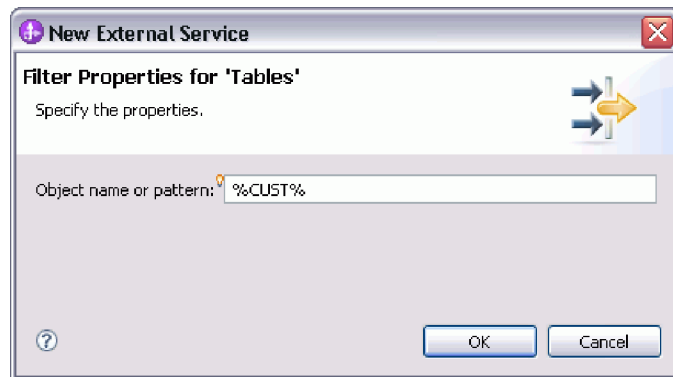 New External Service
Filter Properties for 'Tables'
Specify the properties.
Object name or pattern: %CUST%
OK Cancel